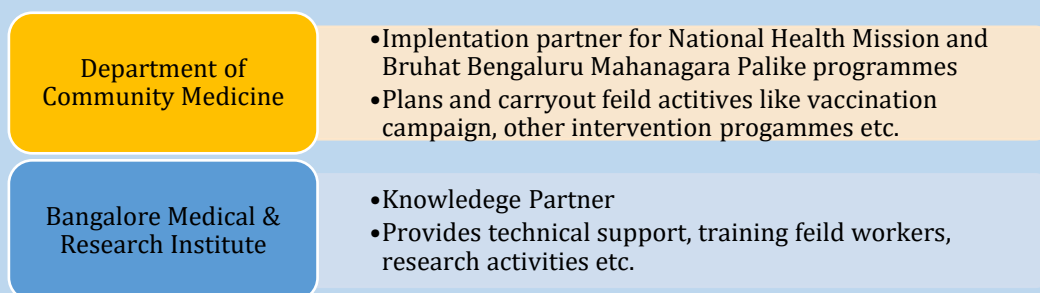 Department of
Community Medicine
•Implentation partner for National Health Mission and
Bruhat Bengaluru Mahanagara Palike programmes
•Plans and carryout feild actitives like vaccination
campaign, other intervention progammes etc.
Bangalore Medical &
Research Institute
•Knowledege Partner
•Provides technical support, training feild workers,
research activities etc.